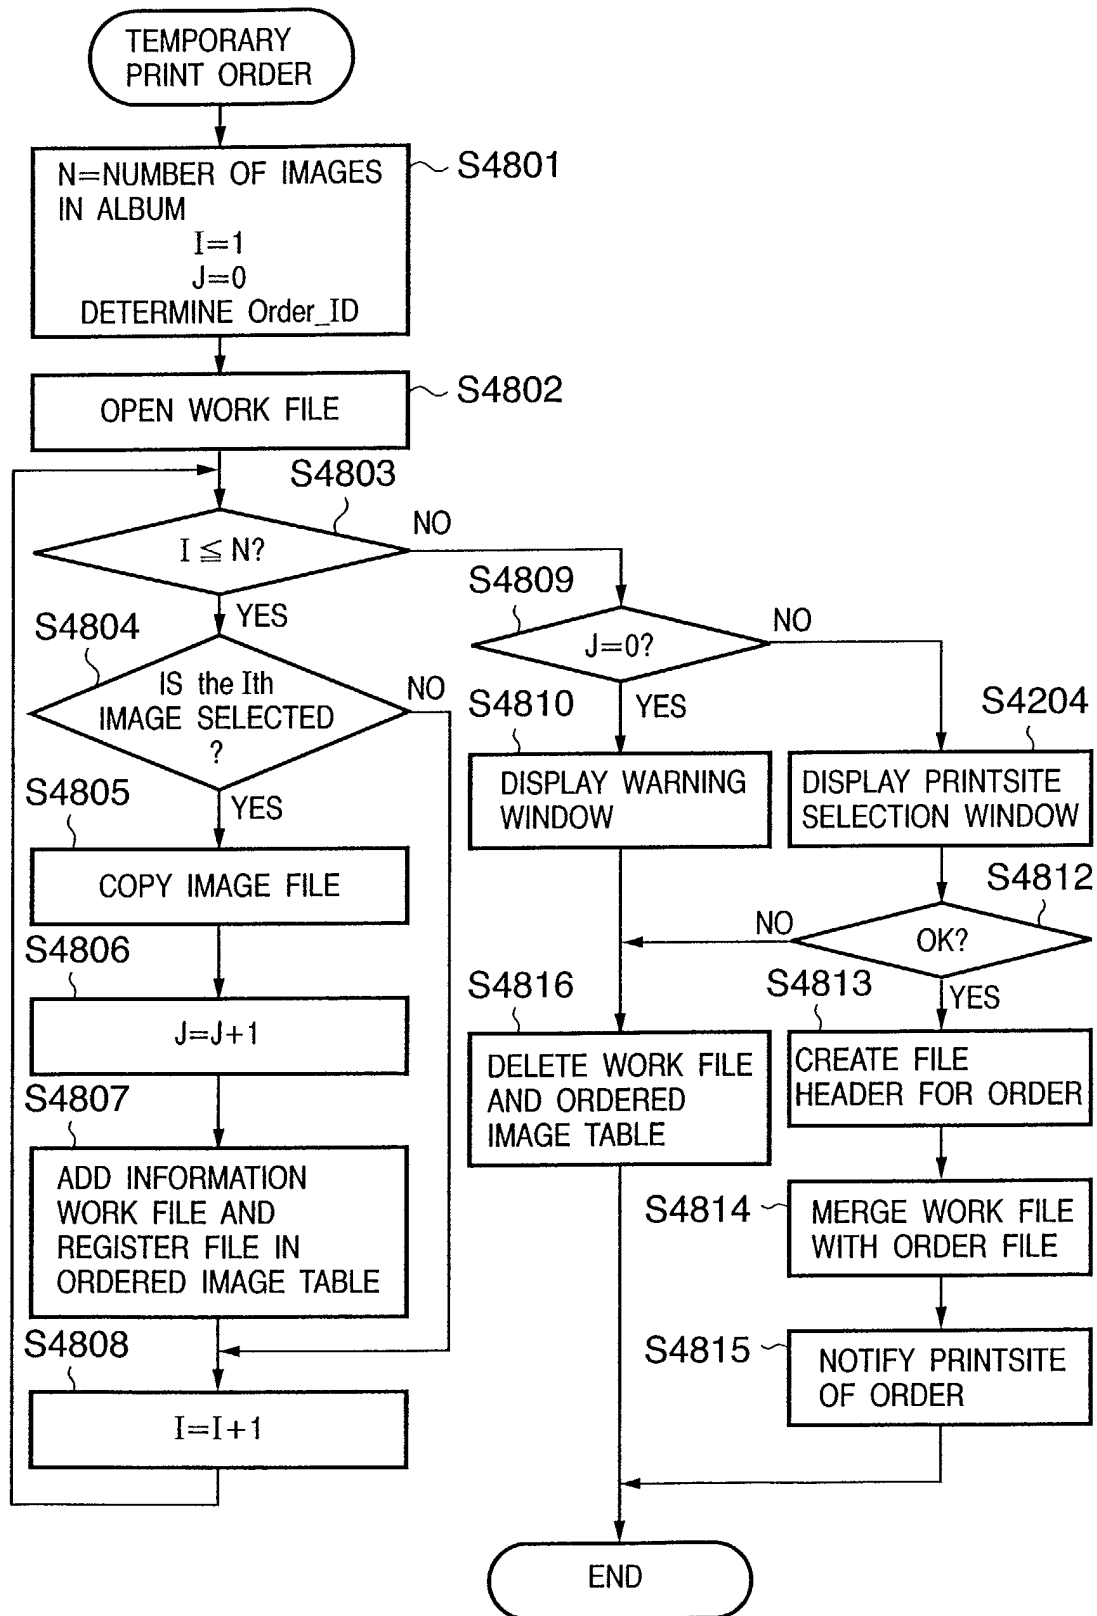 TEMPORARY
PRINT ORDER
N=NUMBER OF IMAGES
IN ALBUM
I=1
J=0
DETERMINE Order_ID
S4801
OPEN WORK FILE
S4802
S4803
I ≦ N?
NO
YES
S4804
IS the Ith
IMAGE SELECTED
?
NO
YES
S4805
COPY IMAGE FILE
S4806
J=J+1
S4807
ADD INFORMATION
WORK FILE AND
REGISTER FILE IN
ORDERED IMAGE TABLE
S4808
I=I+1
S4809
J=0?
NO
YES
S4810
DISPLAY WARNING
WINDOW
S4204
DISPLAY PRINTSITE
SELECTION WINDOW
S4812
OK?
NO
YES
S4816
DELETE WORK FILE
AND ORDERED
IMAGE TABLE
S4813
CREATE FILE
HEADER FOR ORDER
S4814
MERGE WORK FILE
WITH ORDER FILE
S4815
NOTIFY PRINTSITE
OF ORDER
END